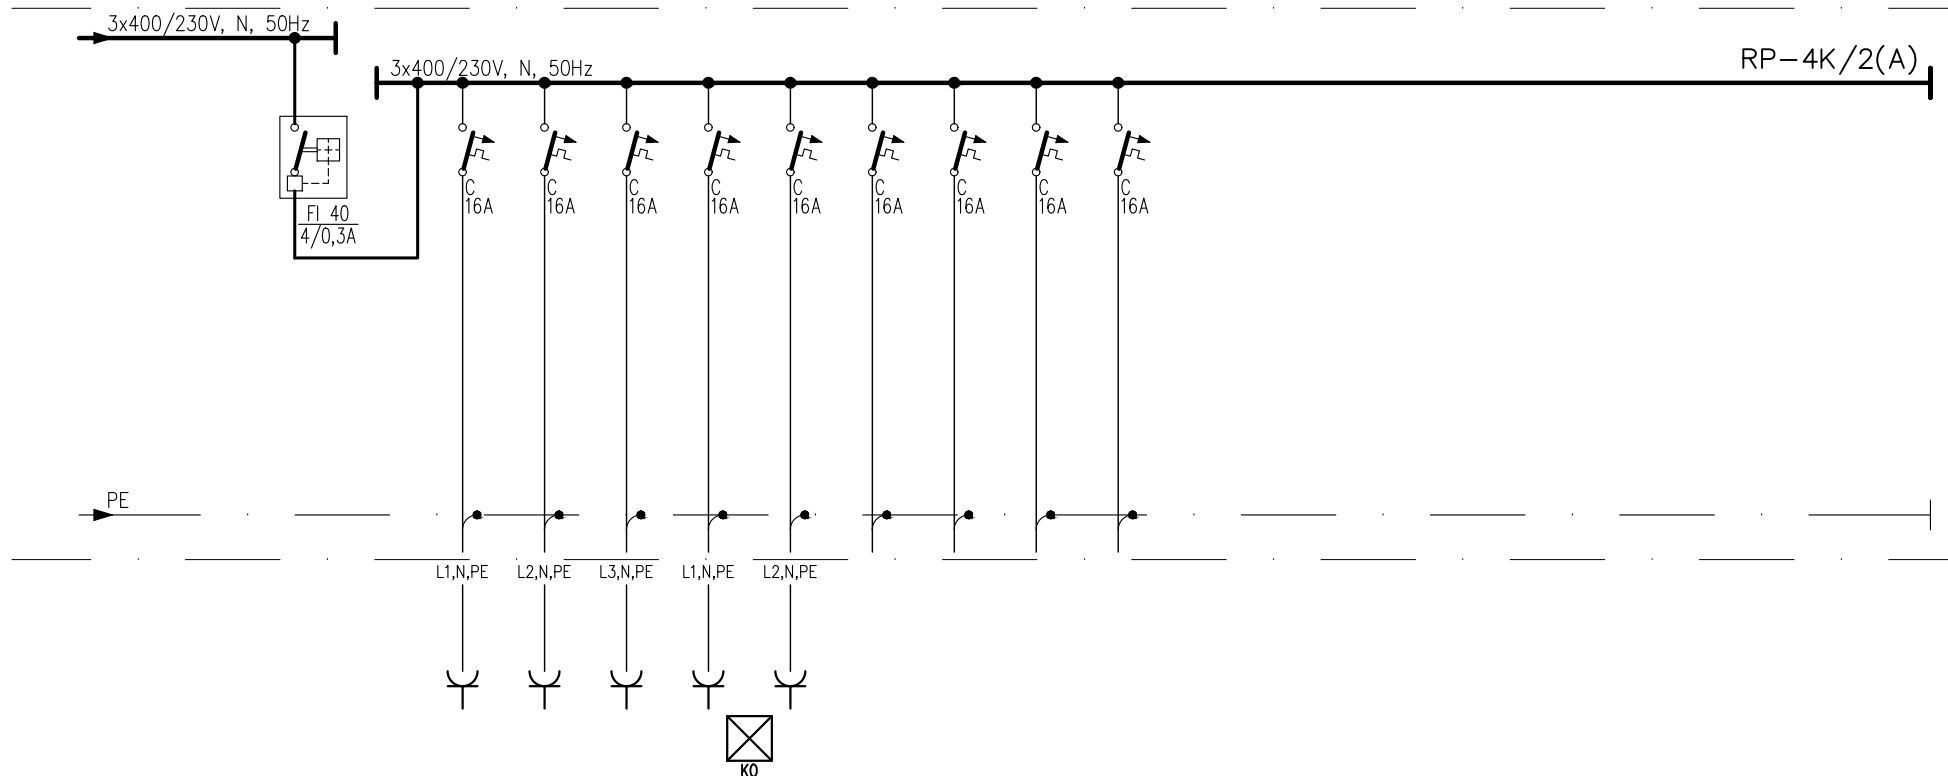 3x400/230V, N, 50Hz
3x400/230V, N, 50Hz
RP-4K/2(A)
C C C C C C C C C
16A 16A 16A 16A 16A 16A 16A 16A 16A
FI 40
4/0,3A
PE
L1,N,PE L2,N,PE L3,N,PE L1,N,PE L2,N,PE
KO